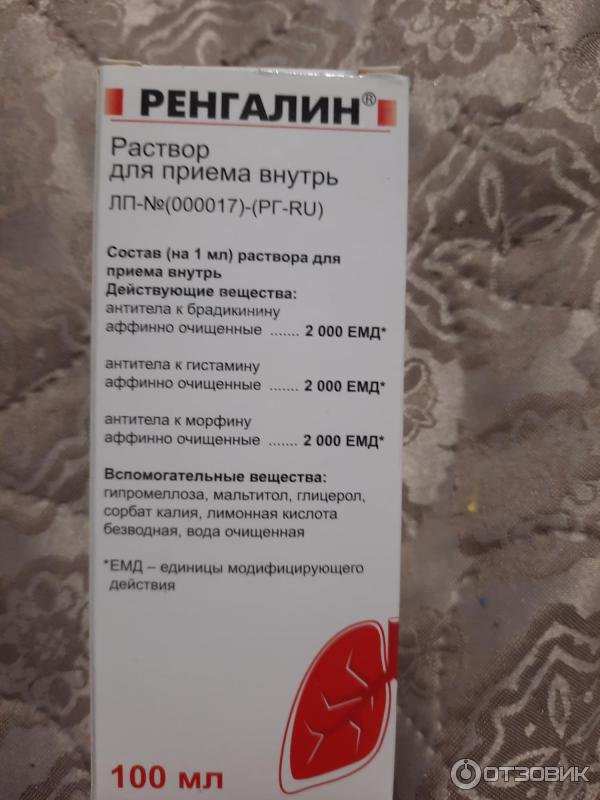 РЕНГАЛИН®
Раствор
для приема внутрь
ЛП-№(000017)-(РГ-RU)
Состав (на 1 мл) раствора для
приема внутрь
Действующие вещества:
антитела к брадикинину
аффинно очищенные ....... 2 000 ЕМД*
антитела к гистамину
аффинно очищенные ....... 2 000 ЕМД*
антитела к морфину
аффинно очищенные ....... 2 000 ЕМД*
Вспомогательные вещества:
гипромеллоза, мальтитол, глицерол,
сорбат калия, лимонная кислота
безводная, вода очищенная
*ЕМД – единицы модифицирующего
действия
100 мл
ОТЗОВИК